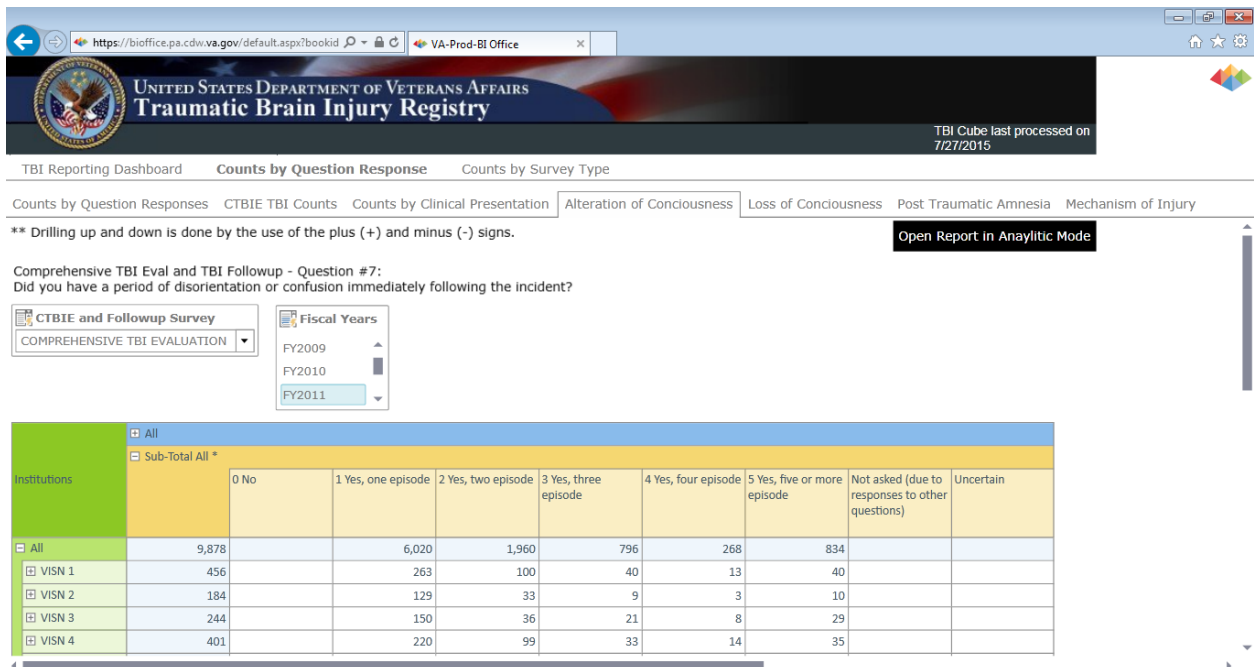 https://bioffice.pa.cdw.va.gov/default.aspx?bookid
VA-Prod-BI Office
UNITED STATES DEPARTMENT OF VETERANS AFFAIRS
Traumatic Brain Injury Registry
TBI Cube last processed on
7/27/2015
TBI Reporting Dashboard Counts by Question Response Counts by Survey Type
Counts by Question Responses CTBIE TBI Counts Counts by Clinical Presentation Alteration of Conciousness Loss of Conciousness Post Traumatic Amnesia Mechanism of Injury
** Drilling up and down is done by the use of the plus (+) and minus (-) signs.
Open Report in Anaylitic Mode
Comprehensive TBI Eval and TBI Followup - Question #7:
Did you have a period of disorientation or confusion immediately following the incident?
CTBIE and Followup Survey
COMPREHENSIVE TBI EVALUATION
Fiscal Years
FY2009
FY2010
FY2011
All
Sub-Total All *
Institutions 0 No 1 Yes, one episode 2 Yes, two episode 3 Yes, three 4 Yes, four episode 5 Yes, five or more Not asked (due to Uncertain
episode episode responses to other
questions)
All 9,878 6,020 1,960 796 268 834
VISN 1 456 263 100 40 13 40
VISN 2 184 129 33 9 3 10
VISN 3 244 150 36 21 8 29
VISN 4 401 220 99 33 14 35